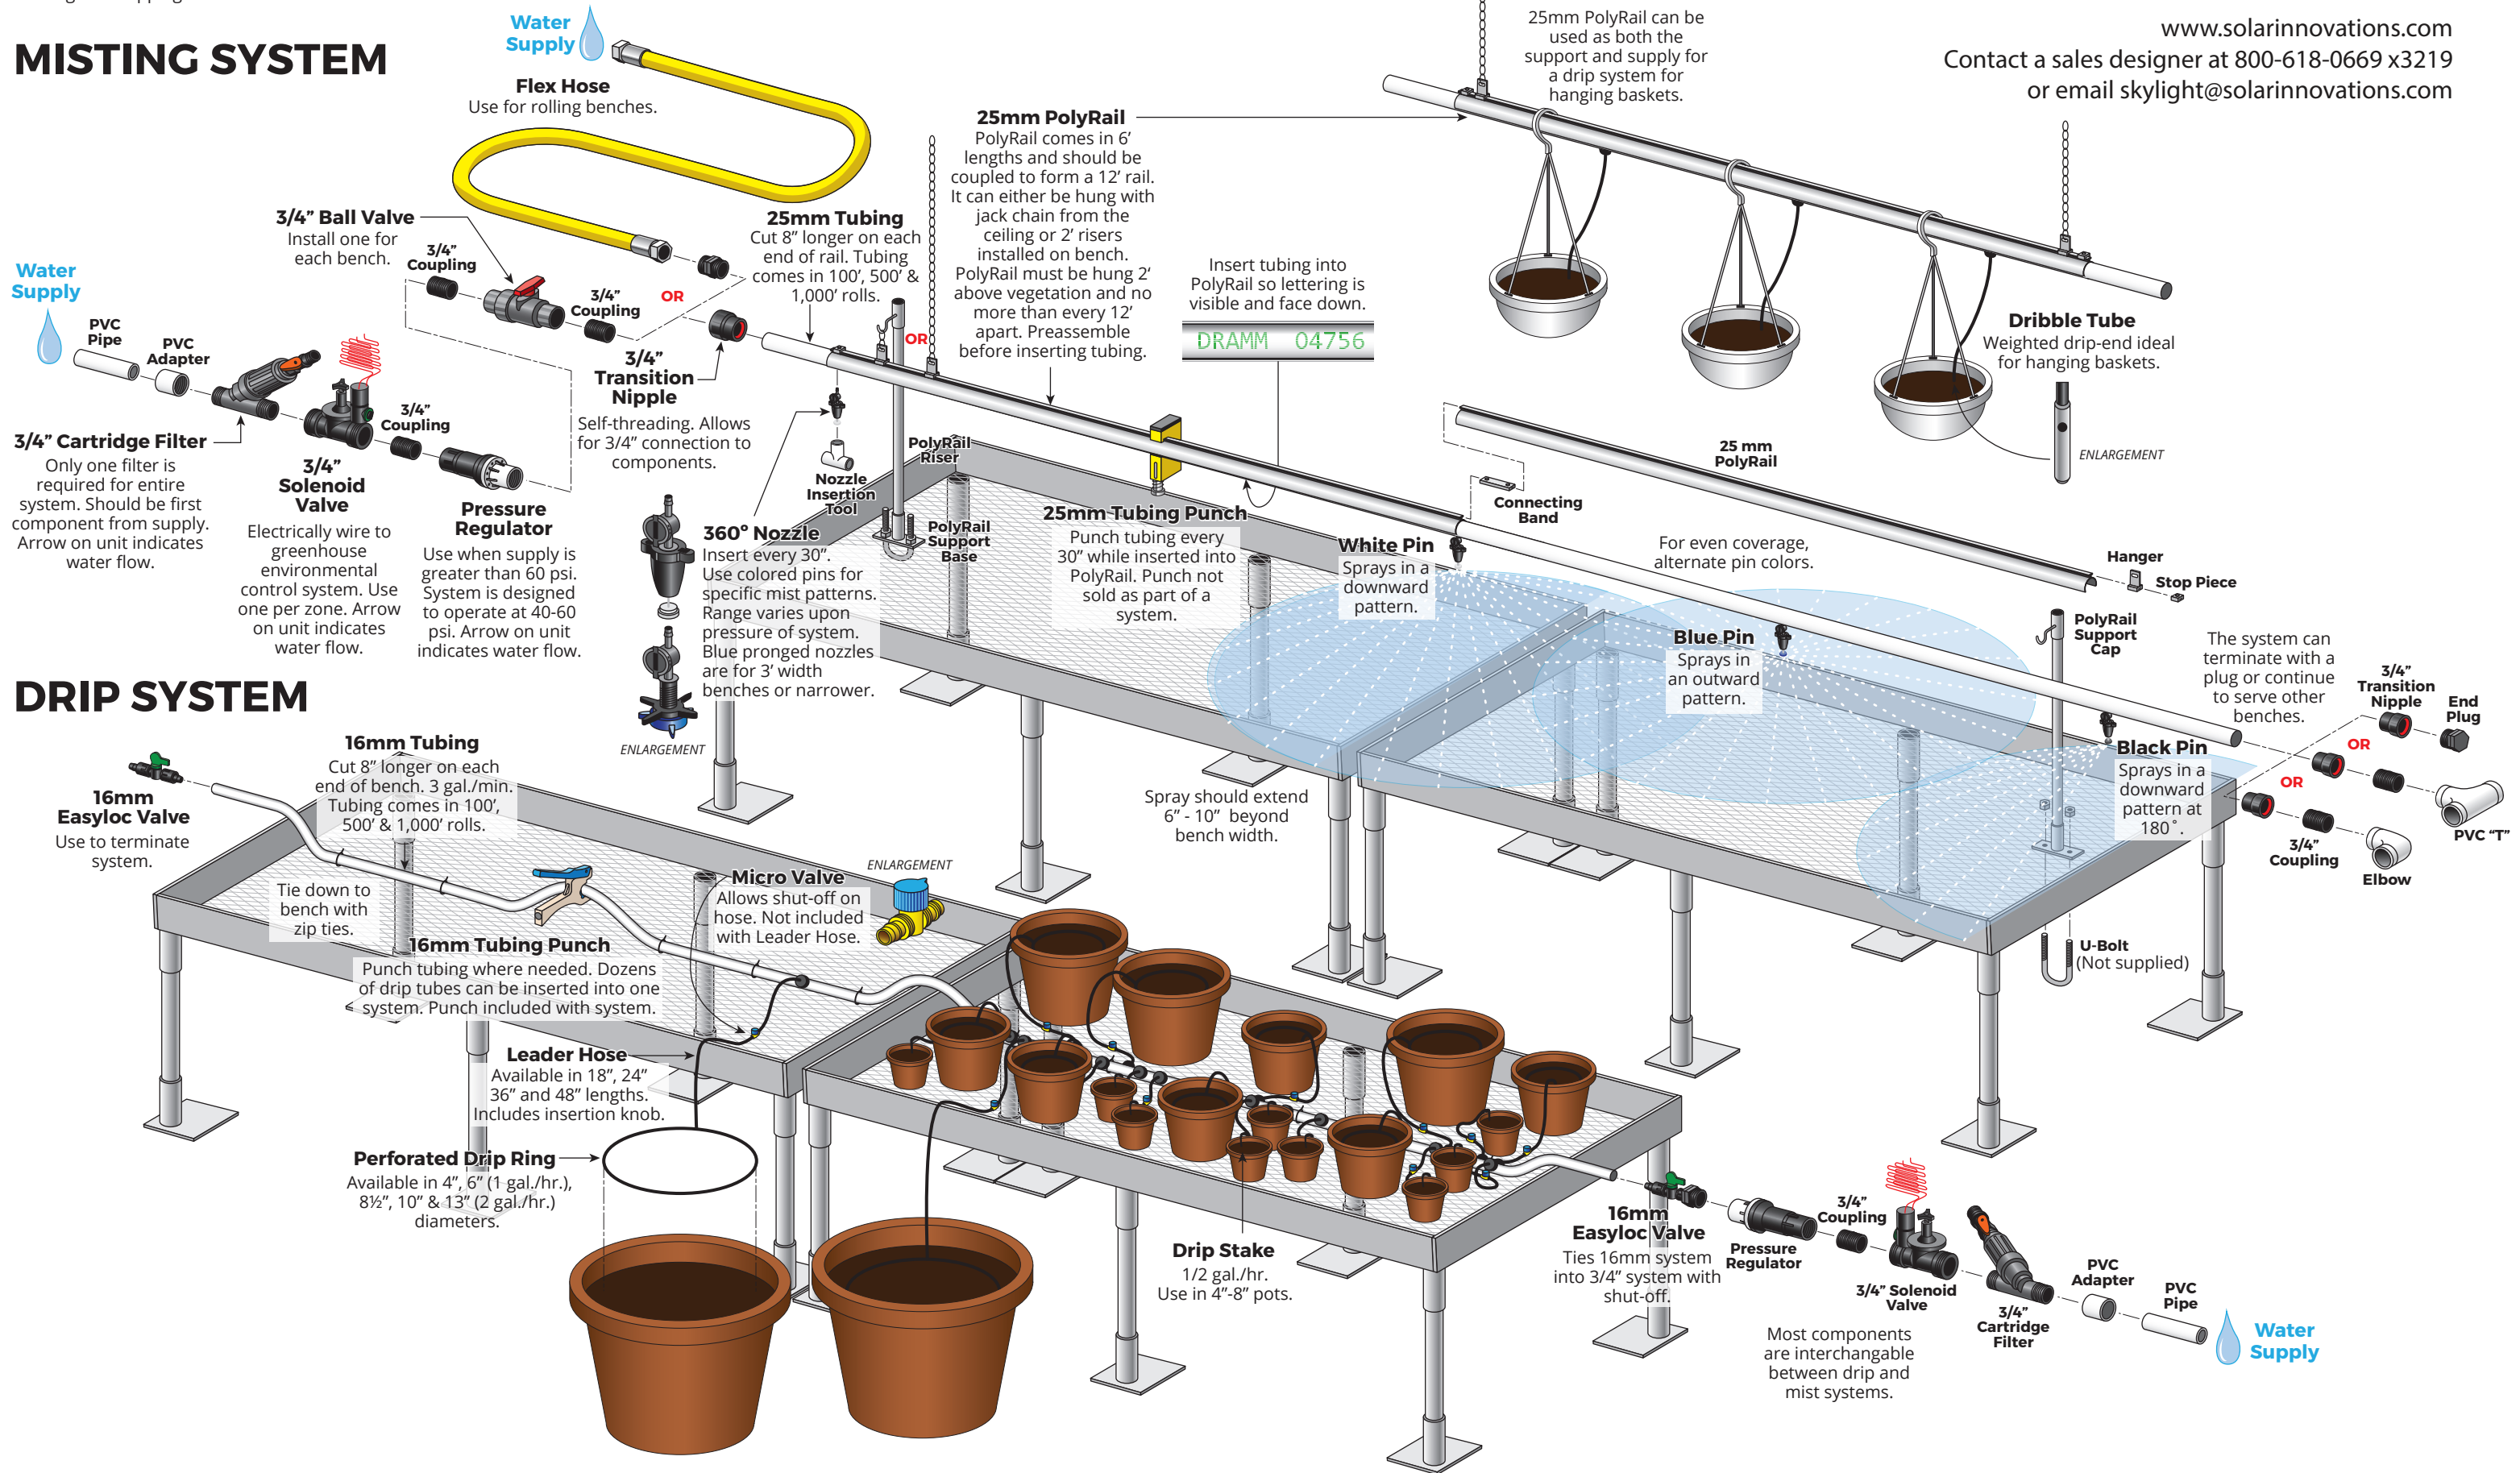 MISTING SYSTEM
Water
Supply
Flex Hose
Use for rolling benches.
25mm PolyRail can be
used as both the
support and supply for
a drip system for
hanging baskets.
www.solarinnovations.com
Contact a sales designer at 800-618-0669 x3219
or email skylight@solarinnovations.com
25mm PolyRail
PolyRail comes in 6’
lengths and should be
coupled to form a 12’ rail.
It can either be hung with
jack chain from the
ceiling or 2’ risers
installed on bench.
PolyRail must be hung 2’
above vegetation and no
more than every 12’
apart. Preassemble
before inserting tubing.
3/4” Ball Valve
Install one for
each bench.
3/4”
Coupling
3/4”
Coupling
OR
25mm Tubing
Cut 8” longer on each
end of rail. Tubing
comes in 100’, 500’ &
1,000’ rolls.
OR
Insert tubing into
PolyRail so lettering is
visible and face down.
DRAMM 04756
Dribble Tube
Weighted drip-end ideal
for hanging baskets.
ENLARGEMENT
Water
Supply
PVC
Pipe
PVC
Adapter
3/4” Cartridge Filter
Only one filter is
required for entire
system. Should be first
component from supply.
Arrow on unit indicates
water flow.
3/4”
Solenoid
Valve
Electrically wire to
greenhouse
environmental
control system. Use
one per zone. Arrow
on unit indicates
water flow.
3/4”
Coupling
Pressure
Regulator
Use when supply is
greater than 60 psi.
System is designed
to operate at 40-60
psi. Arrow on unit
indicates water flow.
3/4”
Transition
Nipple
Self-threading. Allows
for 3/4” connection to
components.
Nozzle
Insertion
Tool
PolyRail
Riser
PolyRail
Support
Base
360º Nozzle
Insert every 30”.
Use colored pins for
specific mist patterns.
Range varies upon
pressure of system.
Blue pronged nozzles
are for 3’ width
benches or narrower.
ENLARGEMENT
25mm Tubing Punch
Punch tubing every
30” while inserted into
PolyRail. Punch not
sold as part of a
system.
25 mm
PolyRail
Connecting
Band
White Pin
Sprays in a
downward
pattern.
For even coverage,
alternate pin colors.
Hanger
Stop Piece
Blue Pin
Sprays in
an outward
pattern.
PolyRail
Support
Cap
The system can
terminate with a
plug or continue
to serve other
benches.
3/4”
Transition
Nipple
End
Plug
OR
OR
Black Pin
Sprays in a
downward
pattern at
180˚.
PVC “T”
3/4”
Coupling
Elbow
Spray should extend
6” - 10” beyond
bench width.
U-Bolt
(Not supplied)
DRIP SYSTEM
16mm
Easyloc Valve
Use to terminate
system.
16mm Tubing
Cut 8” longer on each
end of bench. 3 gal./min.
Tubing comes in 100’,
500’ & 1,000’ rolls.
Tie down to
bench with
zip ties.
16mm Tubing Punch
Punch tubing where needed. Dozens
of drip tubes can be inserted into one
system. Punch included with system.
ENLARGEMENT
Micro Valve
Allows shut-off on
hose. Not included
with Leader Hose.
Leader Hose
Available in 18”, 24”
36” and 48” lengths.
Includes insertion knob.
Perforated Drip Ring
Available in 4”, 6” (1 gal./hr.),
8½”, 10” & 13” (2 gal./hr.)
diameters.
Drip Stake
1/2 gal./hr.
Use in 4”-8” pots.
16mm
Easyloc Valve
Ties 16mm system
into 3/4” system with
shut-off.
Pressure
Regulator
3/4”
Coupling
3/4” Solenoid
Valve
3/4”
Cartridge
Filter
PVC
Adapter
PVC
Pipe
Water
Supply
Most components
are interchangable
between drip and
mist systems.